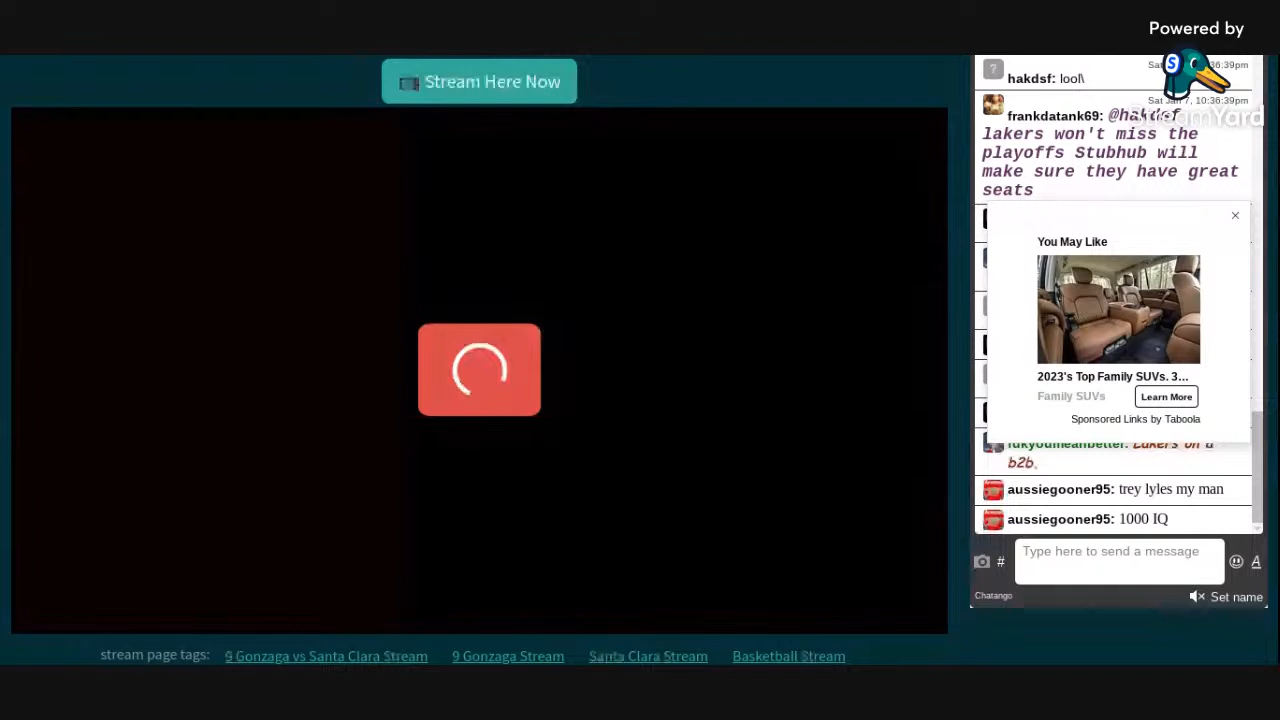 Powered by
StreamYard
Stream Here Now
hakdsf: lool\
Sat Jan 7, 10:36:39pm
frankdatank69: @hakdsf
lakers won't miss the
playoffs Stubhub will
make sure they have great
seats
You May Like
2023's Top Family SUVs. 3...
Family SUVs
Learn More
Sponsored Links by Taboola
Lakers on a
b2b.
aussiegooner95: trey lyles my man
aussiegooner95: 1000 IQ
Type here to send a message
#
A
Chatango
Set name
stream page tags: 9 Gonzaga vs Santa Clara Stream 9 Gonzaga Stream Santa Clara Stream Basketball Stream